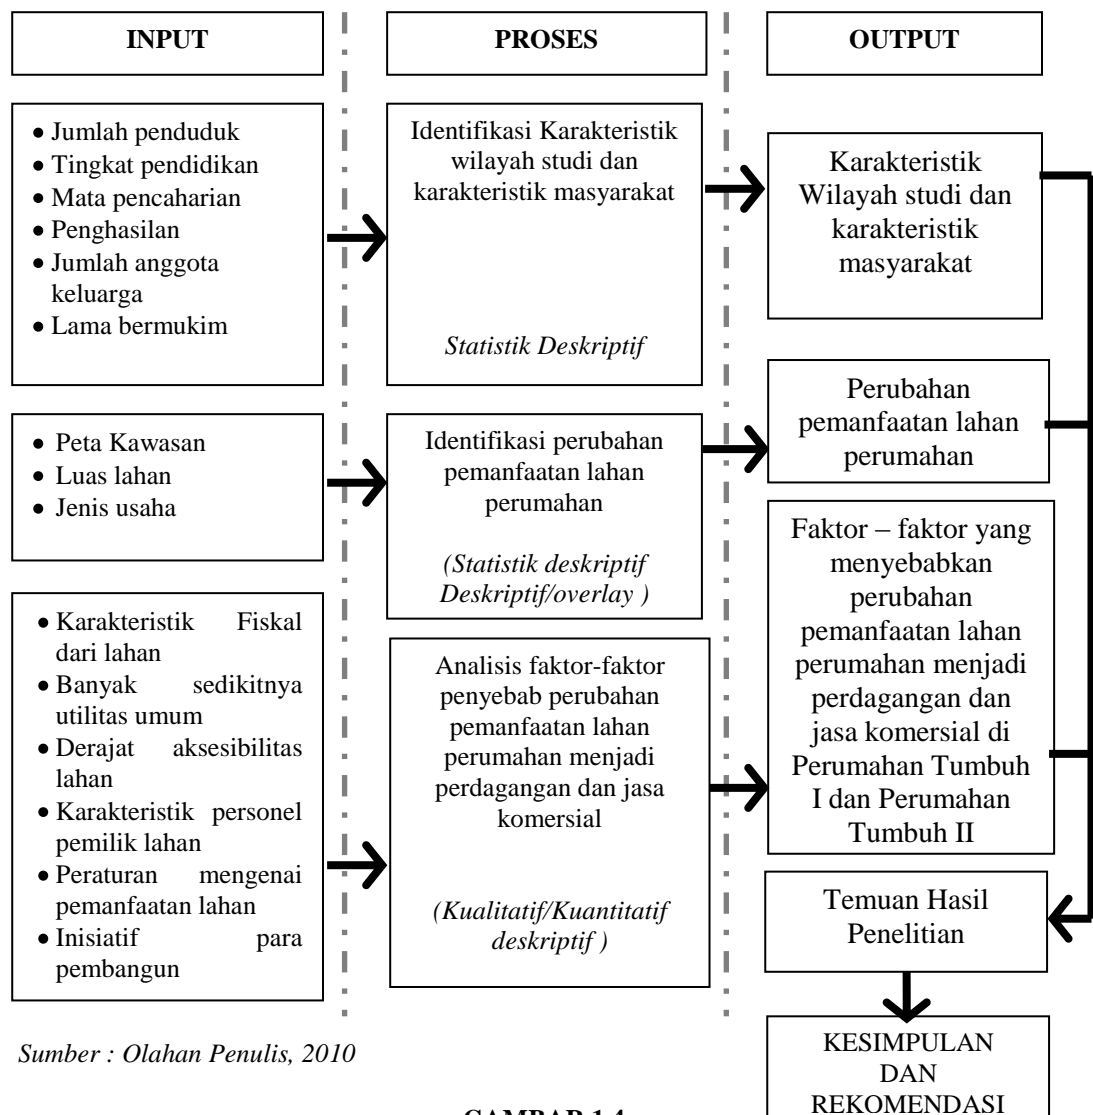 INPUT
PROSES
OUTPUT
• Jumlah penduduk
• Tingkat pendidikan
• Mata pencaharian
• Penghasilan
• Jumlah anggota
keluarga
• Lama bermukim
Identifikasi Karakteristik
wilayah studi dan
karakteristik masyarakat
Statistik Deskriptif
Karakteristik
Wilayah studi dan
karakteristik
masyarakat
• Peta Kawasan
• Luas lahan
• Jenis usaha
Identifikasi perubahan
pemanfaatan lahan
perumahan
(Statistik deskriptif
Deskriptif/overlay )
Perubahan
pemanfaatan lahan
perumahan
• Karakteristik Fiskal
dari lahan
• Banyak sedikitnya
utilitas umum
• Derajat aksesibilitas
lahan
• Karakteristik personel
pemilik lahan
• Peraturan mengenai
pemanfaatan lahan
• Inisiatif para
pembangun
Analisis faktor-faktor
penyebab perubahan
pemanfaatan lahan
perumahan menjadi
perdagangan dan jasa
komersial
(Kualitatif/Kuantitatif
deskriptif )
Faktor – faktor yang
menyebabkan
perubahan
pemanfaatan lahan
perumahan menjadi
perdagangan dan
jasa komersial di
Perumahan Tumbuh
I dan Perumahan
Tumbuh II
Temuan Hasil
Penelitian
KESIMPULAN
DAN
REKOMENDASI
Sumber : Olahan Penulis, 2010
GAMBAR 1.4